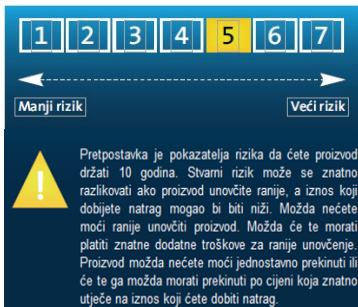 1 2 3 4 5 6 7
Manji rizik Veći rizik
Pretpostavka je pokazatelja rizika da ćete proizvod
držati 10 godina. Stvarni rizik može se znatno
razlikovati ako proizvod unovčite ranije, a iznos koji
dobijete natrag mogao bi biti niži. Možda nećete
moći ranije unovčiti proizvod. Možda će te morati
platiti znatne dodatne troškove za ranije unovčenje.
Proizvod možda nećete moći jednostavno prekinuti ili
će te ga možda morati prekinuti po cijeni koja znatno
utječe na iznos koji ćete dobiti natrag.